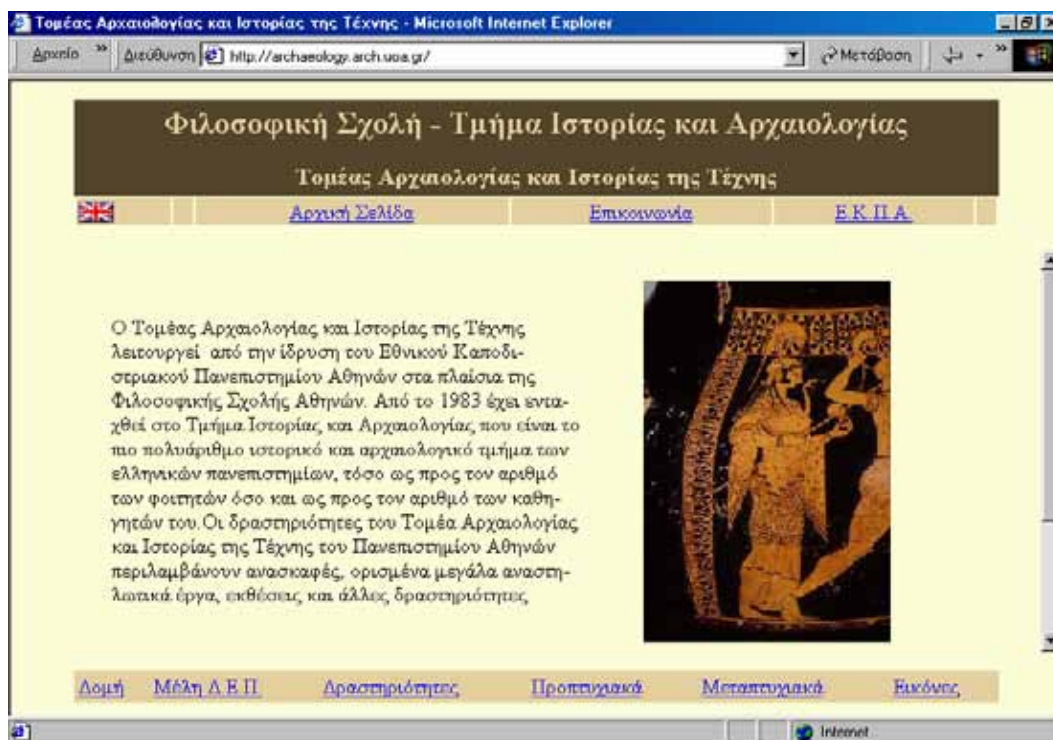 Τομέας Αρχαιολογίας και Ιστορίας της Τέχνης - Microsoft Internet Explorer
Αρχείο » Διεύθυνση http://archaeology.arch.uoa.gr/ Μετάβαση »
Φιλοσοφική Σχολή - Τμήμα Ιστορίας και Αρχαιολογίας
Τομέας Αρχαιολογίας και Ιστορίας της Τέχνης
Αρχική Σελίδα Επικοινωνία Ε.Κ.Π.Α.
Ο Τομέας Αρχαιολογίας και Ιστορίας της Τέχνης
λειτουργεί από την ίδρυση του Εθνικού Καποδι-
στριακού Πανεπιστημίου Αθηνών στα πλαίσια της
Φιλοσοφικής Σχολής Αθηνών. Από το 1983 έχει εντα-
χθεί στο Τμήμα Ιστορίας και Αρχαιολογίας, που είναι το
πιο πολυάριθμο ιστορικό και αρχαιολογικό τμήμα των
ελληνικών πανεπιστημίων, τόσο ως προς τον αριθμό
των φοιτητών όσο και ως προς τον αριθμό των καθη-
γητών του. Οι δραστηριότητες του Τομέα Αρχαιολογίας
και Ιστορίας της Τέχνης του Πανεπιστημίου Αθηνών
περιλαμβάνουν ανασκαφές, ορισμένα μεγάλα αναστη-
λωτικά έργα, εκθέσεις και άλλες δραστηριότητες
Δομή Μέλη Δ.Ε.Π. Δραστηριότητες Προπτυχιακά Μεταπτυχιακά Εικόνες
Internet